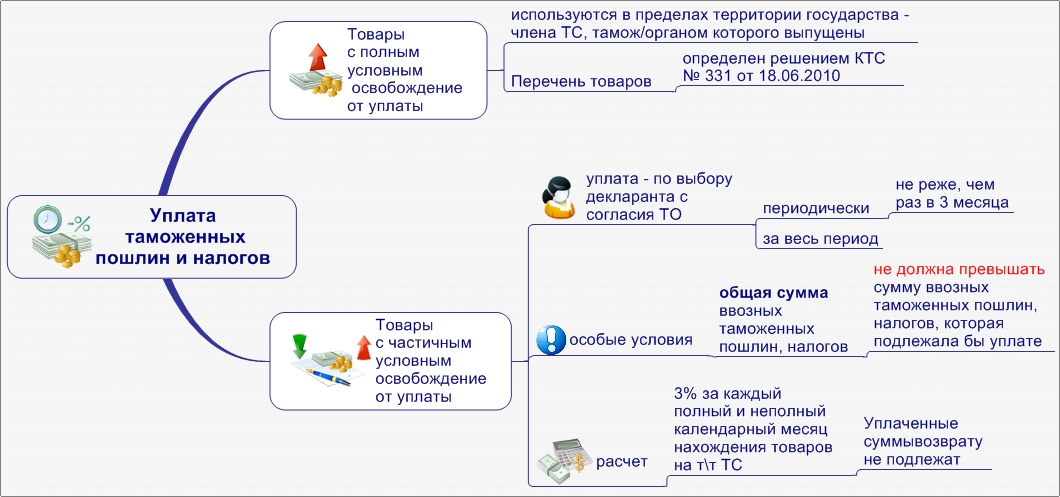 Уплата
таможенных
пошлин и налогов
-%
Товары
с полным
условным
освобождение
от уплаты
используются в пределах территории государства -
члена ТС, тамож/органом которого выпущены
Перечень товаров
определен решением КТС
№ 331 от 18.06.2010
Товары
с частичным
условным
освобождение
от уплаты
уплата - по выбору
декларанта с
согласия ТО
периодически
не реже, чем
раз в 3 месяца
за весь период
особые условия
общая сумма
ввозных
таможенных
пошлин, налогов
не должна превышать
сумму ввозных
таможенных пошлин,
налогов, которая
подлежала бы уплате
расчет
3% за каждый
полный и неполный
календарный месяц
нахождения товаров
на т\т ТС
Уплаченные
суммывозврату
не подлежат